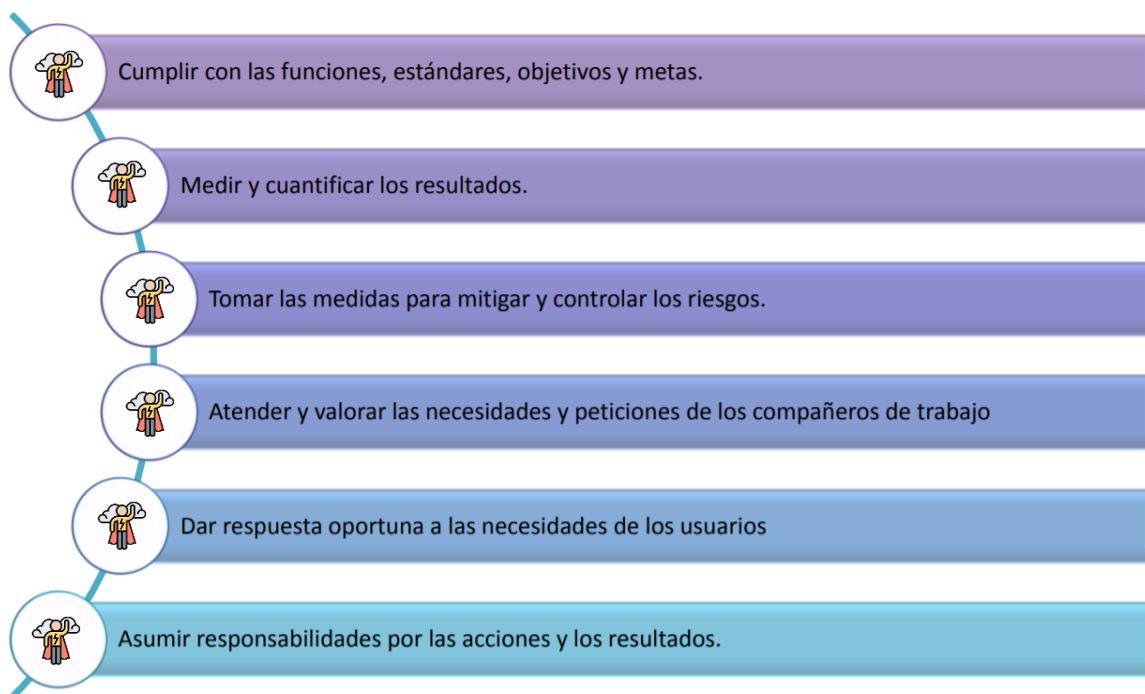 Cumplir con las funciones, estándares, objetivos y metas.
Medir y cuantificar los resultados.
Tomar las medidas para mitigar y controlar los riesgos.
Atender y valorar las necesidades y peticiones de los compañeros de trabajo
Dar respuesta oportuna a las necesidades de los usuarios
Asumir responsabilidades por las acciones y los resultados.